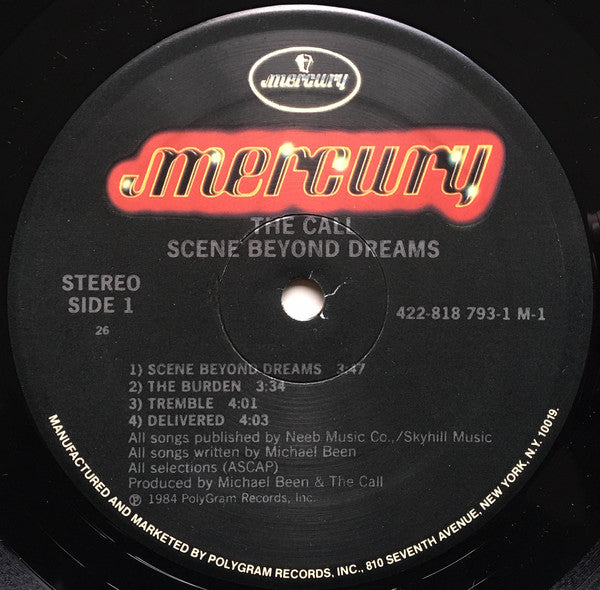 mercury
mercury
THE CALL
SCENE BEYOND DREAMS
STEREO
SIDE 1
26
422-818 793-1 M-1
1) SCENE BEYOND DREAMS 3:47
2) THE BURDEN 3:34
3) TREMBLE 4:01
4) DELIVERED 4:03
All songs published by Neeb Music Co.,/Skyhill Music
All songs written by Michael Been
All selections (ASCAP)
Produced by Michael Been & The Call
℗ 1984 PolyGram Records, Inc.
MANUFACTURED AND MARKETED BY POLYGRAM RECORDS, INC., 810 SEVENTH AVENUE, NEW YORK, N.Y. 10019.